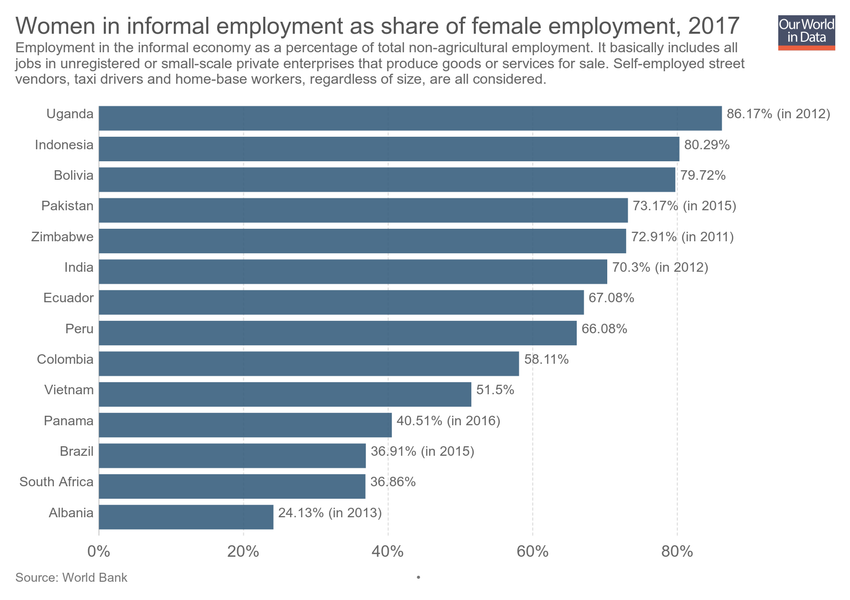 Women in informal employment as share of female employment, 2017
Our World
in Data
Employment in the informal economy as a percentage of total non-agricultural employment. It basically includes all
jobs in unregistered or small-scale private enterprises that produce goods or services for sale. Self-employed street
vendors, taxi drivers and home-base workers, regardless of size, are all considered.
Uganda 86.17% (in 2012)
Indonesia 80.29%
Bolivia 79.72%
Pakistan 73.17% (in 2015)
Zimbabwe 72.91% (in 2011)
India 70.3% (in 2012)
Ecuador 67.08%
Peru 66.08%
Colombia 58.11%
Vietnam 51.5%
Panama 40.51% (in 2016)
Brazil 36.91% (in 2015)
South Africa 36.86%
Albania 24.13% (in 2013)
0% 20% 40% 60% 80%
Source: World Bank •